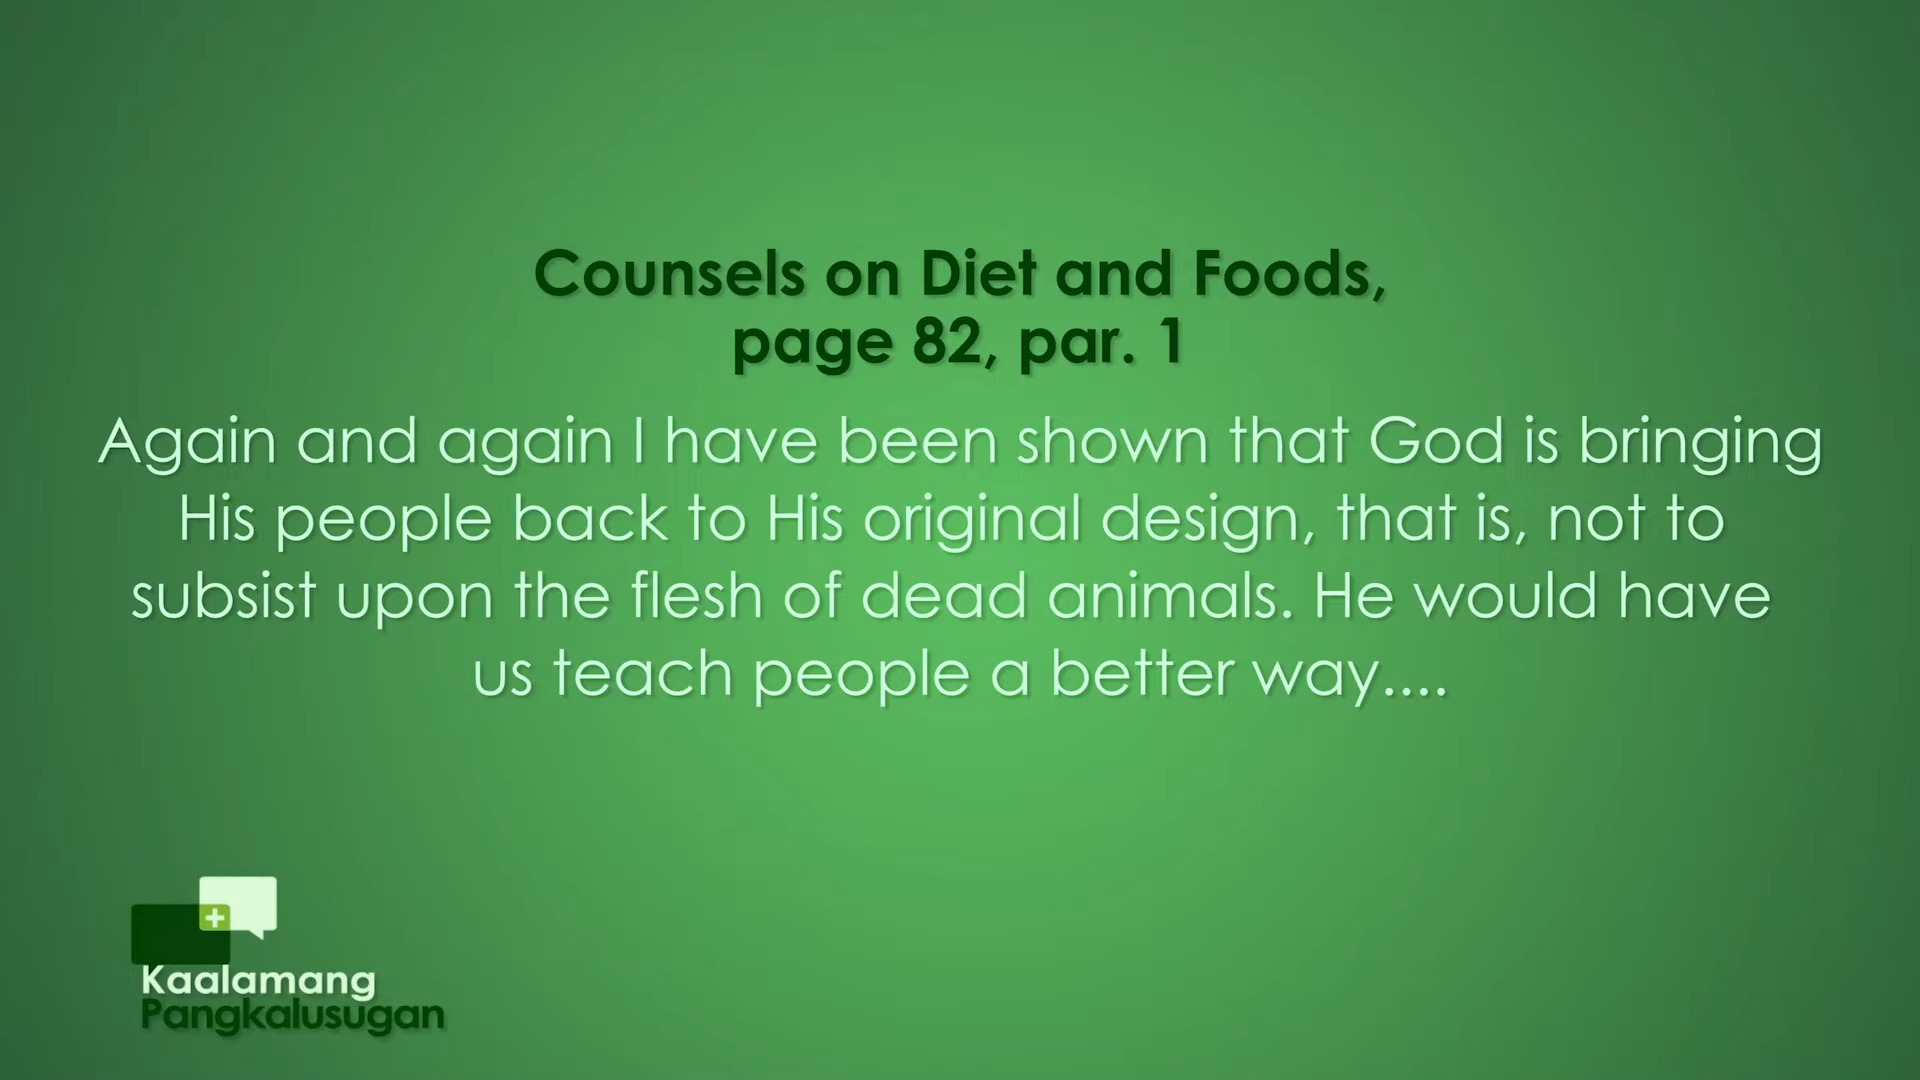 Counsels on Diet and Foods,
page 82, par. 1
Again and again I have been shown that God is bringing
His people back to His original design, that is, not to
subsist upon the flesh of dead animals. He would have
us teach people a better way....
Kaalamang
Pangkalusugan